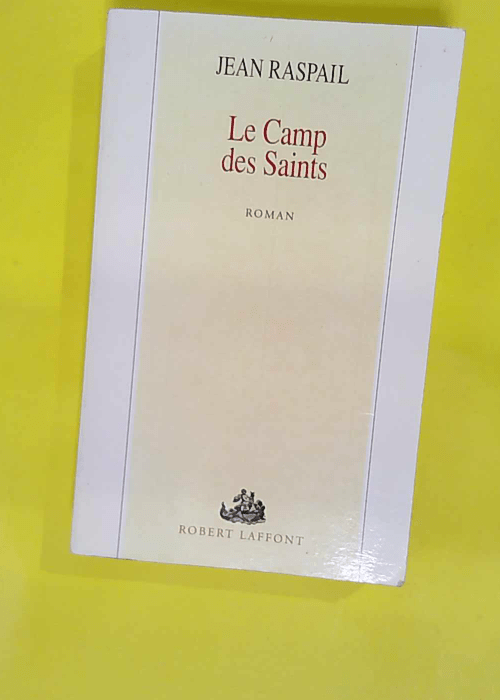 JEAN RASPAIL
Le Camp
des Saints
ROMAN
ROBERT LAFFONT